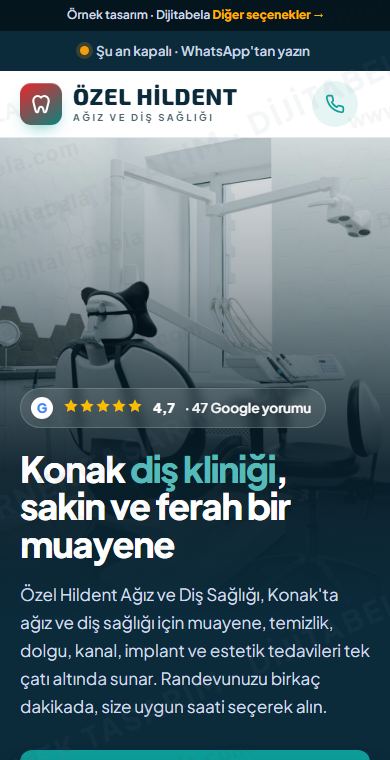 Örnek tasarım · Dijitabela Diğer seçenekler →
Şu an kapalı · WhatsApp'tan yazın
ÖZEL HİLDENT
AĞIZ VE DİŞ SAĞLIĞI
G ★★★★★ 4,7 · 47 Google yorumu
Konak diş kliniği,
sakin ve ferah bir
muayene
Özel Hildent Ağız ve Diş Sağlığı, Konak'ta
ağız ve diş sağlığı için muayene, temizlik,
dolgu, kanal, implant ve estetik tedavileri tek
çatı altında sunar. Randevunuzu birkaç
dakikada, size uygun saati seçerek alın.